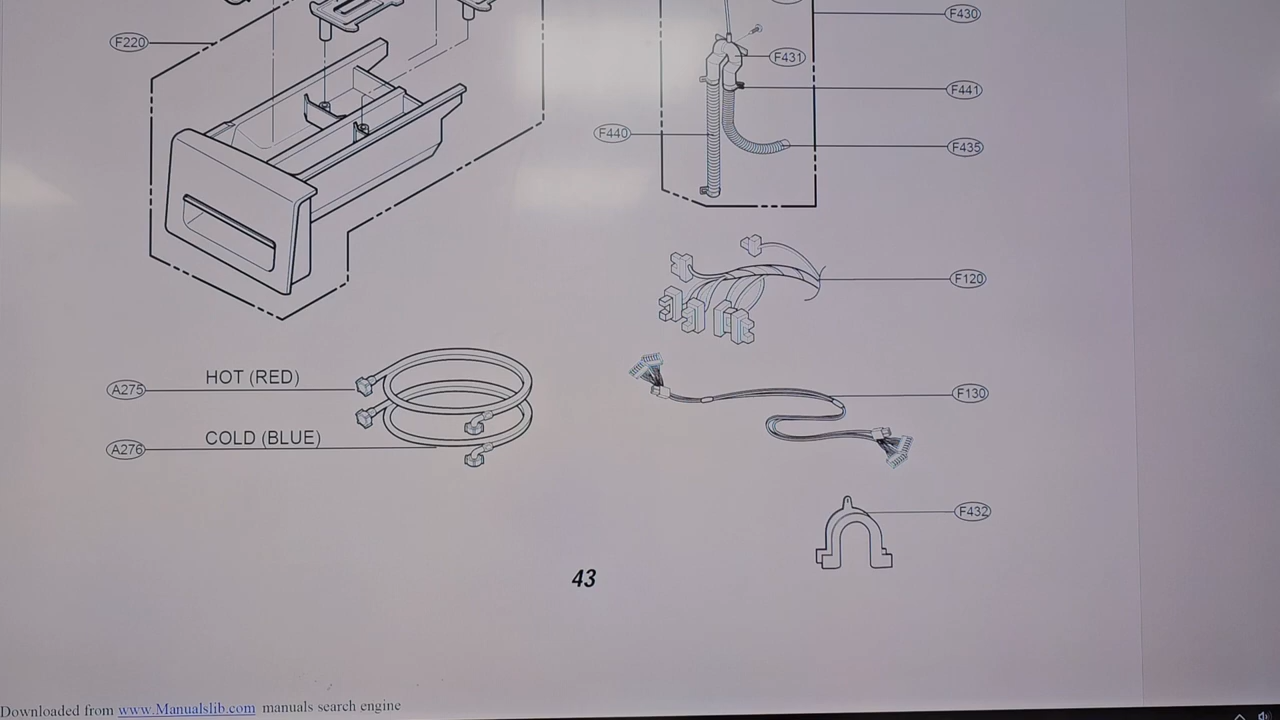 F220
F430
F431
F441
F440
F435
F120
HOT (RED)
A275
F130
COLD (BLUE)
A276
F432
43
Downloaded from www.Manualslib.com manuals search engine